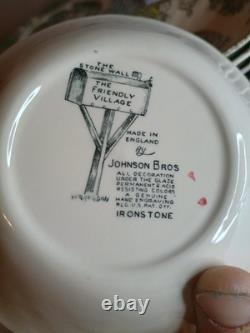 THE
STONE WALL
THE
FRIENDLY
VILLAGE
MADE IN
ENGLAND
By
JOHNSON BROS
ALL DECORATION
UNDER THE GLAZE
PERMANENT & ACID
RESISTING COLORS
A GENUINE
HAND ENGRAVING
REG. U.S. PAT. OFF.
IRONSTONE
ebay